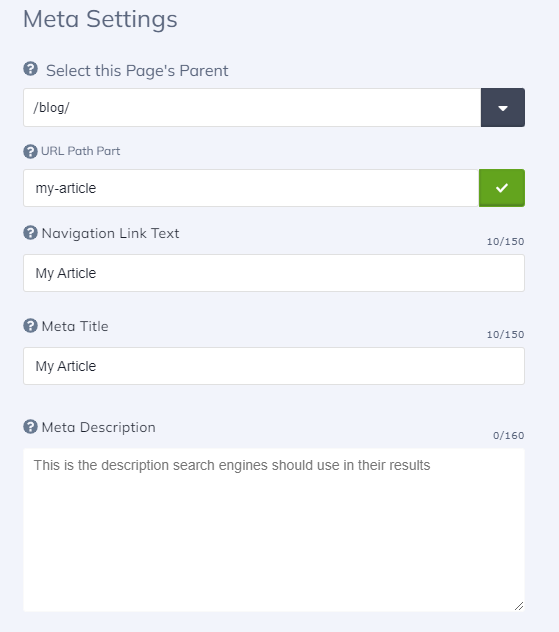 Meta Settings
Select this Page's Parent
/blog/
URL Path Part
my-article
Navigation Link Text
10/150
My Article
Meta Title
10/150
My Article
Meta Description
0/160
This is the description search engines should use in their results